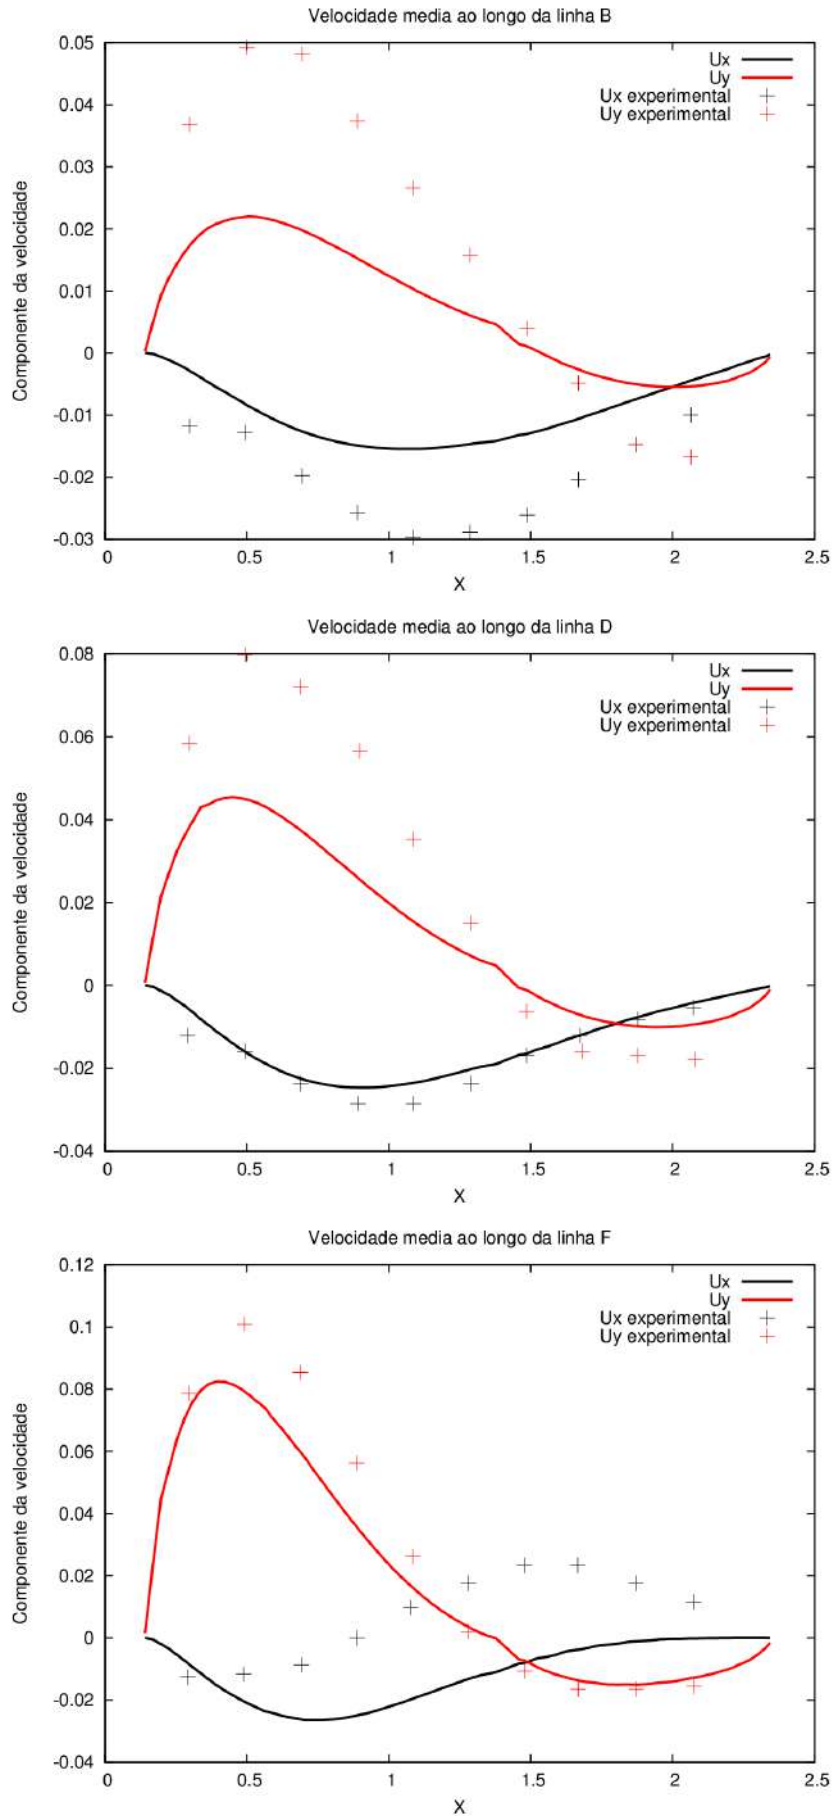 Velocidade media ao longo da linha B
0.05
0.04
0.03
0.02
0.01
0
-0.01
-0.02
-0.03
Componente da velocidade
Ux
Uy
Ux experimental
Uy experimental
0 0.5 1 1.5 2 2.5
X
Velocidade media ao longo da linha D
0.08
0.06
0.04
0.02
0
-0.02
-0.04
Componente da velocidade
Ux
Uy
Ux experimental
Uy experimental
0 0.5 1 1.5 2 2.5
X
Velocidade media ao longo da linha F
0.12
0.1
0.08
0.06
0.04
0.02
0
-0.02
-0.04
Componente da velocidade
Ux
Uy
Ux experimental
Uy experimental
0 0.5 1 1.5 2 2.5
X